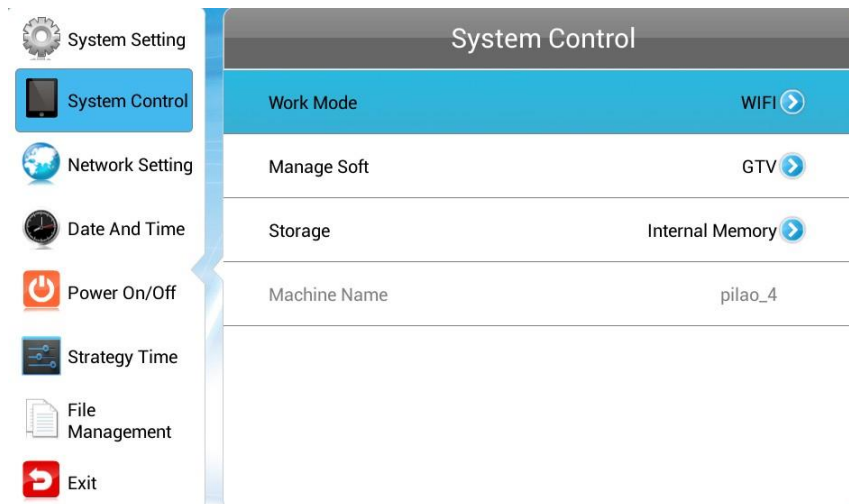 System Setting
System Control
Network Setting
Date And Time
Power On/Off
Strategy Time
File
Management
Exit
System Control
Work Mode WIFI
Manage Soft GTV
Storage Internal Memory
Machine Name pilao_4